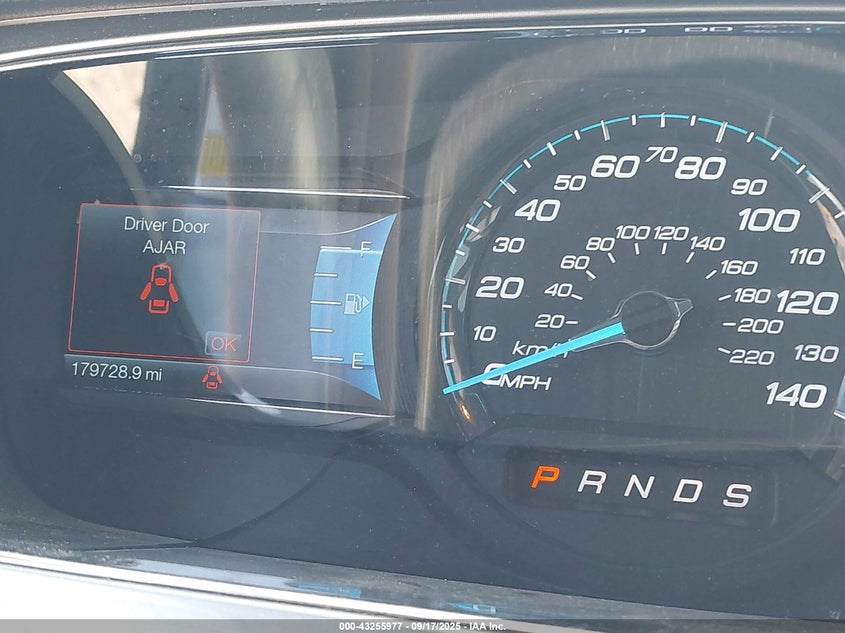 Driver Door
AJAR
OK
179728.9 mi
F
E
0 10 20 30 40 50 60 70 80 90 100 110 120 130 140
MPH
20 40 60 80 100 120 140 160 180 200 220
km/h
P R N D S
000-43255977 - 09/17/2025 - IAA Inc.